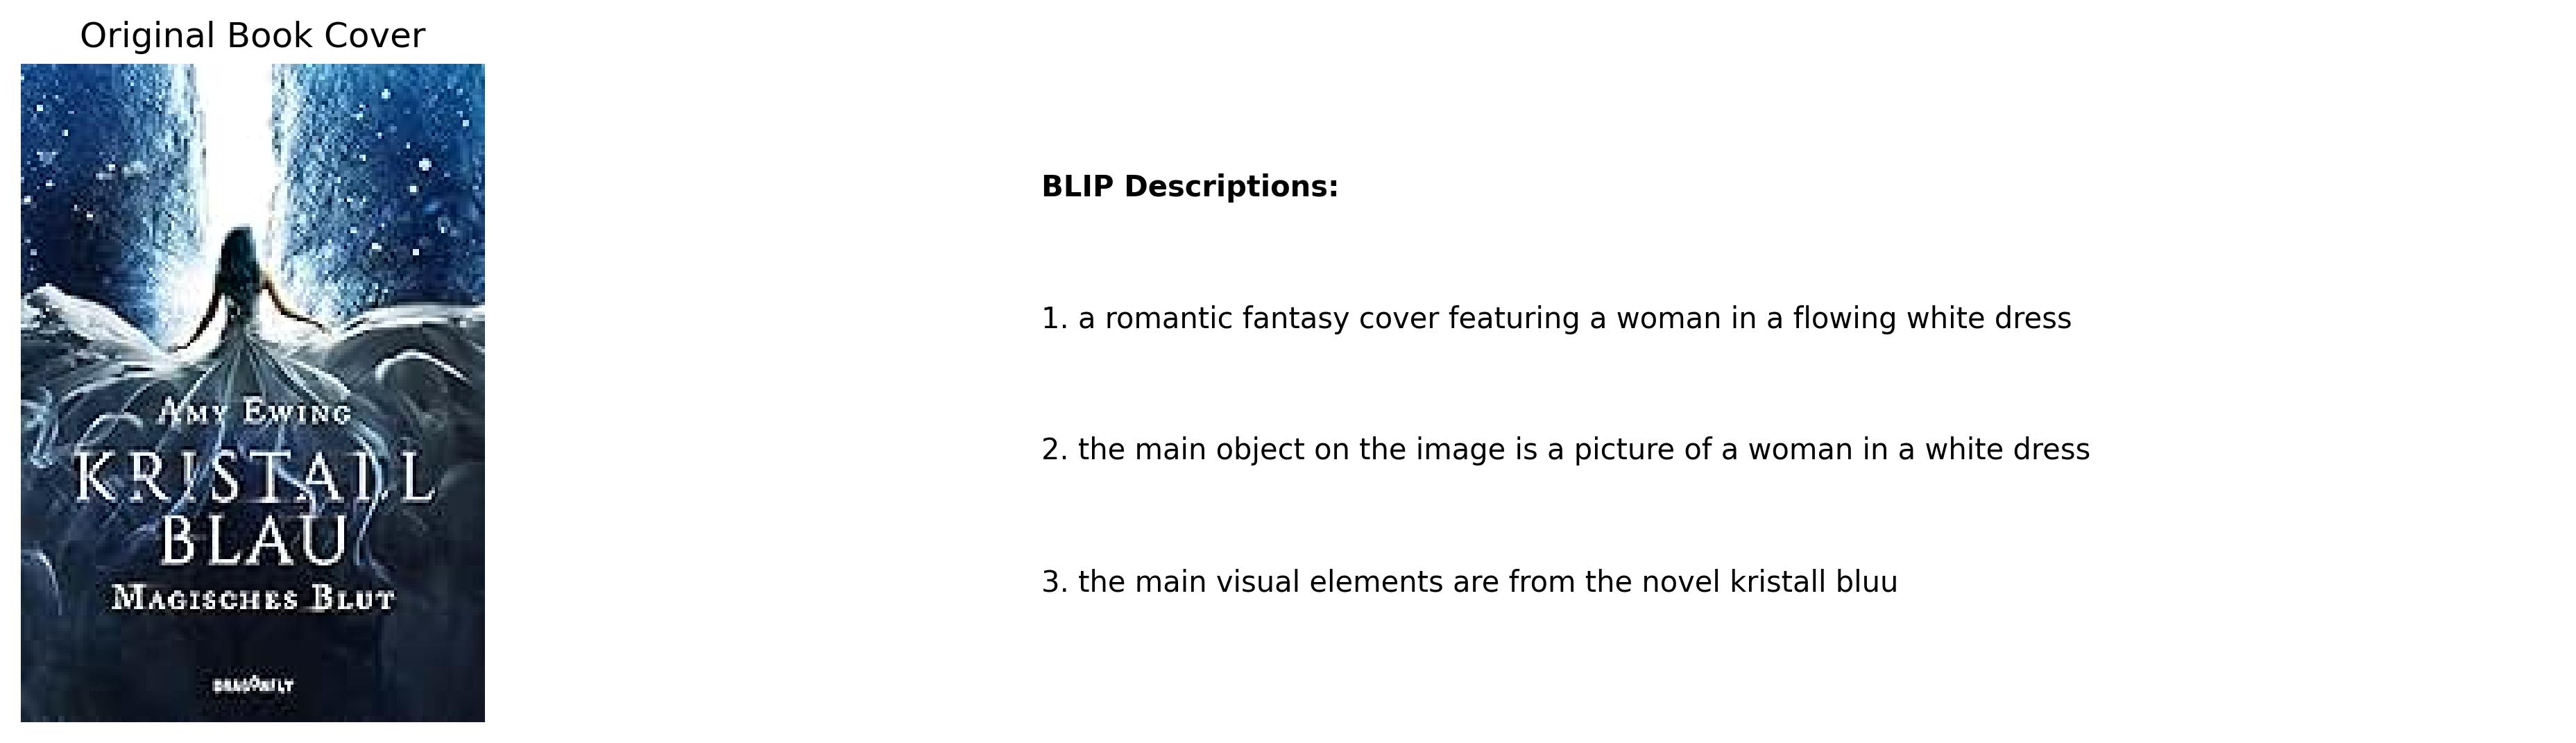 Original Book Cover
AMY EWING
KRISTALL
BLAU
MAGISCHES BLUT
DRAGONFLY
BLIP Descriptions:
1. a romantic fantasy cover featuring a woman in a flowing white dress
2. the main object on the image is a picture of a woman in a white dress
3. the main visual elements are from the novel kristall bluu